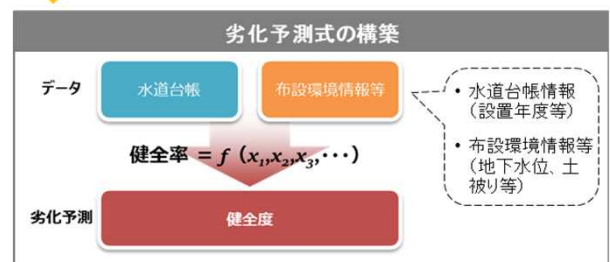 劣化予測式の構築
データ
水道台帳
布設環境情報等
• 水道台帳情報
(設置年度等)
• 布設環境情報等
(地下水位、土
被り等)
健全率 = f (x1,x2,x3,･･･)
劣化予測
健全度